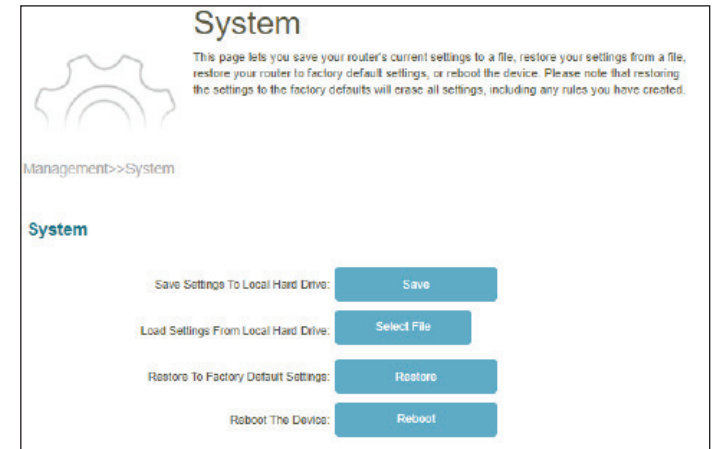 System
This page lets you save your router's current settings to a file, restore your settings from a file,
restore your router to factory default settings, or reboot the device. Please note that restoring
the settings to the factory defaults will erase all settings, including any rules you have created.
Management>>System
System
Save Settings To Local Hard Drive: Save
Load Settings From Local Hard Drive: Select File
Restore To Factory Default Settings: Restore
Reboot The Device: Reboot